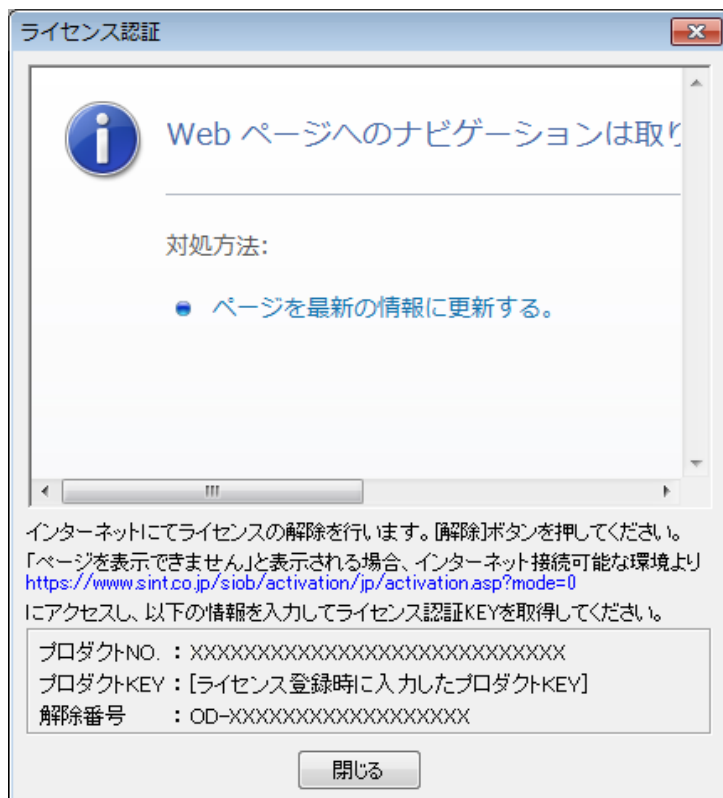 ライセンス認証
Web ページへのナビゲーションは取り
対処方法:
ページを最新の情報に更新する。
インターネットにてライセンスの解除を行います。[解除]ボタンを押してください。
「ページを表示できません」と表示される場合、インターネット接続可能な環境より
https://www.sint.co.jp/siob/activation/jp/activation.asp?mode=0
にアクセスし、以下の情報を入力してライセンス認証KEYを取得してください。
プロダクトNO. : XXXXXXXXXXXXXXXXXXXXXXXXXXXX
プロダクトKEY : [ライセンス登録時に入力したプロダクトKEY]
解除番号 : OD-XXXXXXXXXXXXXXXXXX
閉じる